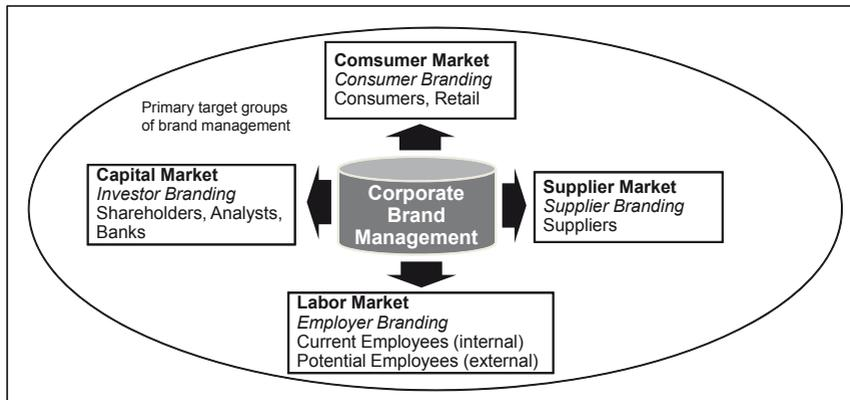 Comsumer Market
Consumer Branding
Consumers, Retail
Primary target groups
of brand management
Capital Market
Investor Branding
Shareholders, Analysts,
Banks
Corporate
Brand
Management
Supplier Market
Supplier Branding
Suppliers
Labor Market
Employer Branding
Current Employees (internal)
Potential Employees (external)